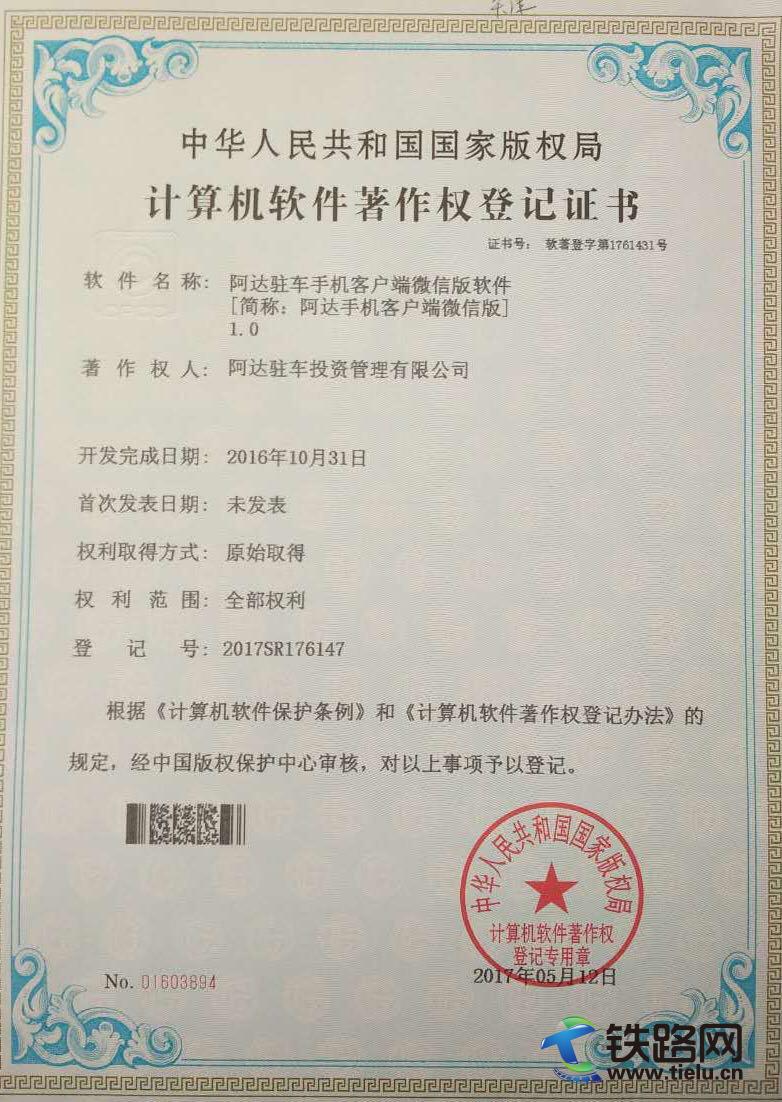 中华人民共和国国家版权局
计算机软件著作权登记证书
证书号： 软著登字第1761431号
软件名称： 阿达驻车手机客户端微信版软件
[简称：阿达手机客户端微信版]
1.0
著作权人： 阿达驻车投资管理有限公司
开发完成日期： 2016年10月31日
首次发表日期： 未发表
权利取得方式： 原始取得
权利范围： 全部权利
登记号： 2017SR176147
根据《计算机软件保护条例》和《计算机软件著作权登记办法》的
规定，经中国版权保护中心审核，对以上事项予以登记。
中华人民共和国国家版权局
计算机软件著作权
登记专用章
No. 01603894
2017年05月12日
铁路网
www.tielu.cn